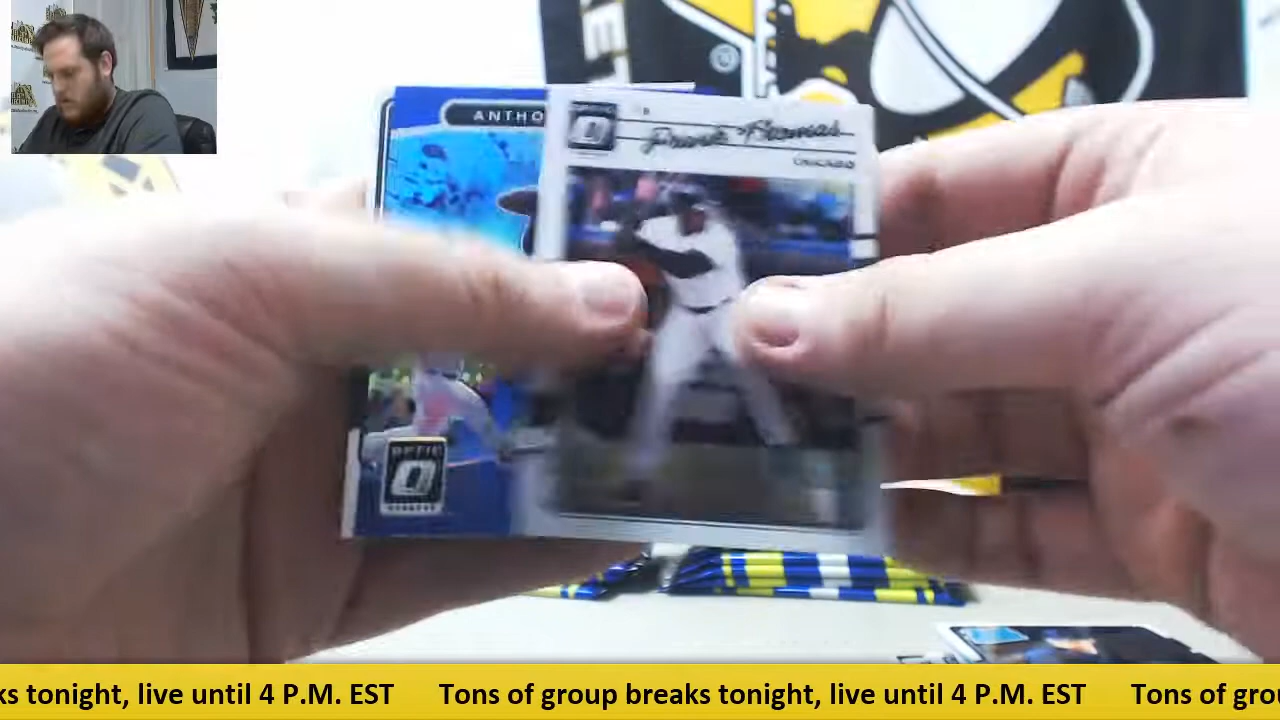 ANTHO
Frank Thomas
CHICAGO
OPTIC
ks tonight, live until 4 P.M. EST Tons of group breaks tonight, live until 4 P.M. EST Tons of grou